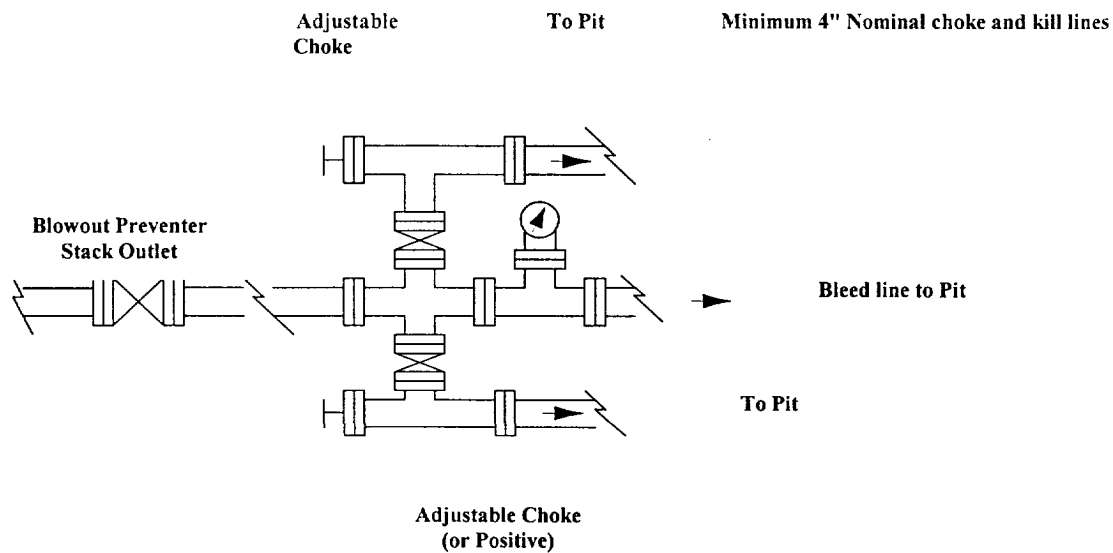 Adjustable
Choke
To Pit
Minimum 4" Nominal choke and kill lines
Blowout Preventer
Stack Outlet
Bleed line to Pit
To Pit
Adjustable Choke
(or Positive)